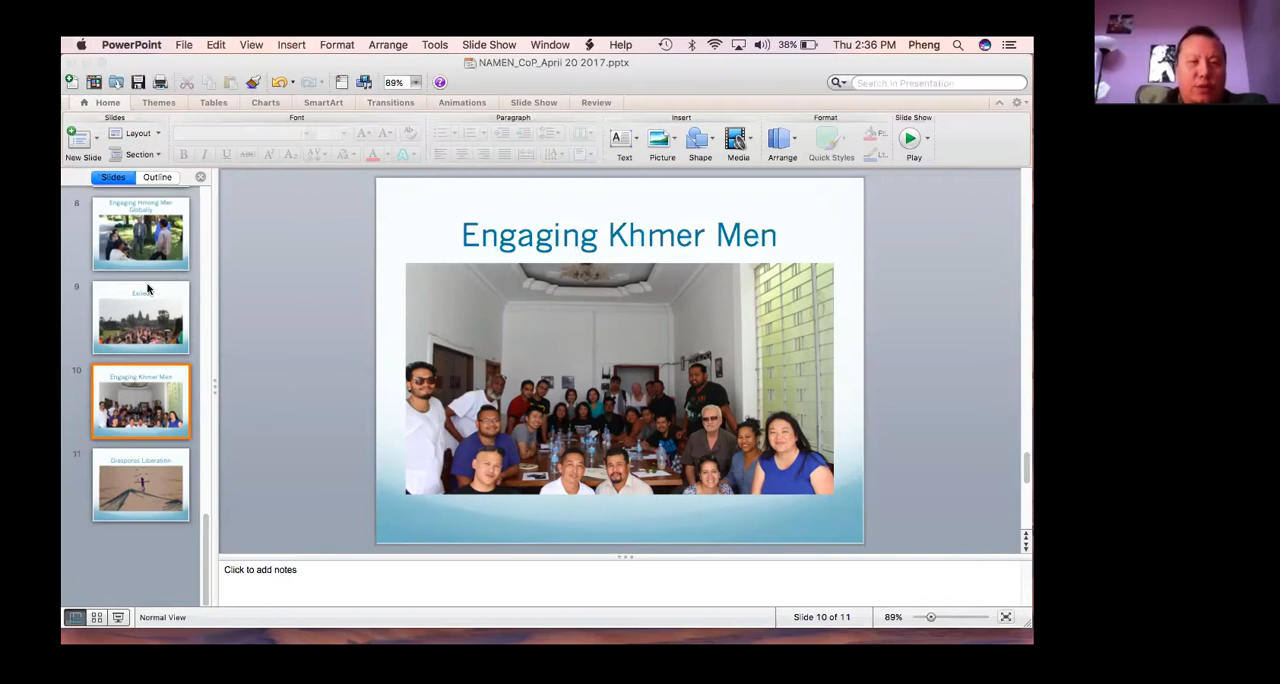 PowerPoint File Edit View Insert Format Arrange Tools Slide Show Window Help 38% Thu 2:36 PM Pheng
NAMEN_CoP_April 20 2017.pptx
89% Search in Presentation
Home Themes Tables Charts SmartArt Transitions Animations Slide Show Review
Slides Font Paragraph Insert Format Slide Show
New Slide Layout Section Text Picture Shape Media Arrange Quick Styles Play
Slides Outline
8
Engaging Hmong Men
Globally
9
10
Engaging Khmer Men
11
Diasporas Liberation
Engaging Khmer Men
Click to add notes
Normal View Slide 10 of 11 89%